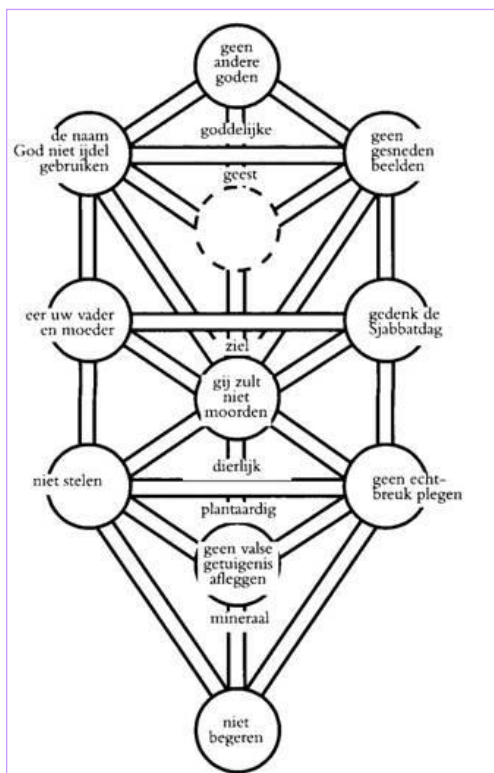 geen
andere
goden
de naam
God niet ijdel
gebruiken
goddelijke
geen
gesneden
beelden
geest
eer uw vader
en moeder
gedenk de
Sjabbatdag
ziel
gij zult
niet
moorden
niet stelen
dierlijk
geen echt-
breuk plegen
plantaardig
geen valse
getuigenis
afleggen
mineraal
niet
begeren